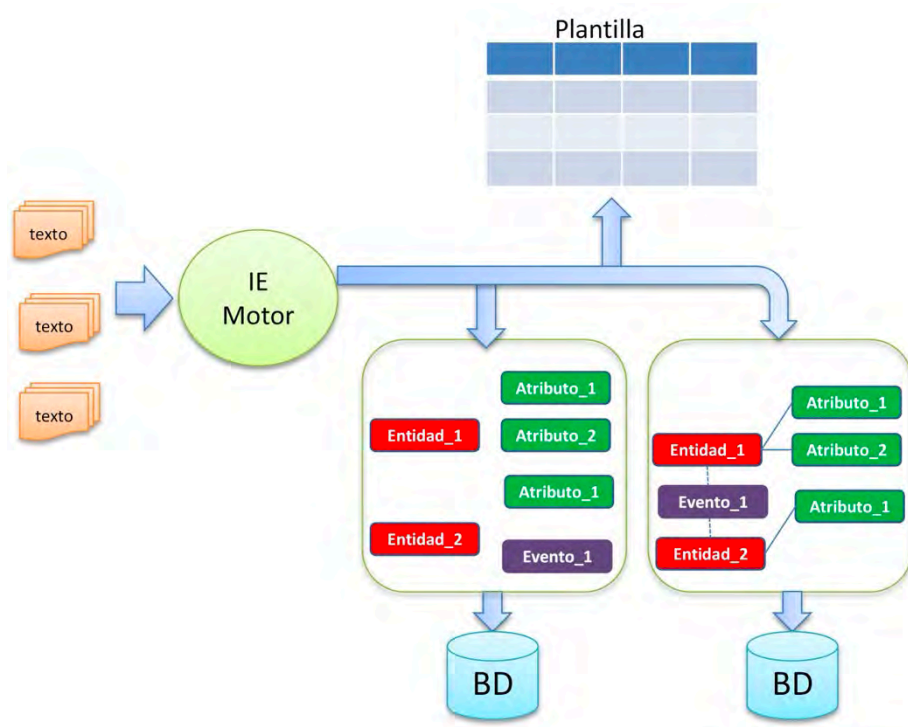 Plantilla
texto
texto
texto
IE
Motor
Atributo_1
Entidad_1
Atributo_2
Atributo_1
Entidad_2
Evento_1
BD
Atributo_1
Entidad_1
Atributo_2
Evento_1
Atributo_1
Entidad_2
BD